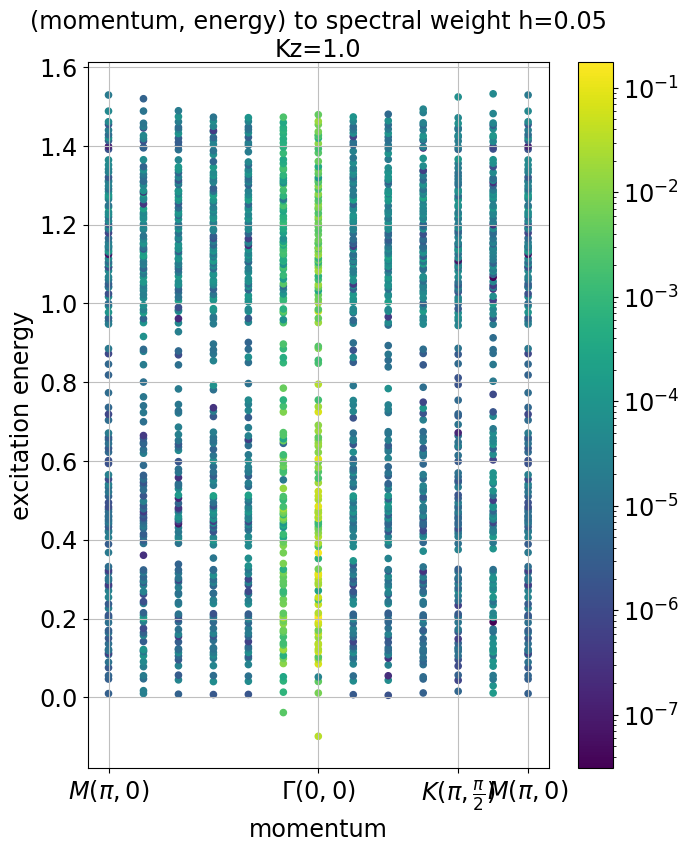 (momentum, energy) to spectral weight h=0.05
Kz=1.0
1.6
1.4
1.2
1.0
0.8
0.6
0.4
0.2
0.0
excitation energy
M(π, 0)
Γ(0, 0)
K(π, π/2)
M(π, 0)
momentum
10⁻¹
10⁻²
10⁻³
10⁻⁴
10⁻⁵
10⁻⁶
10⁻⁷